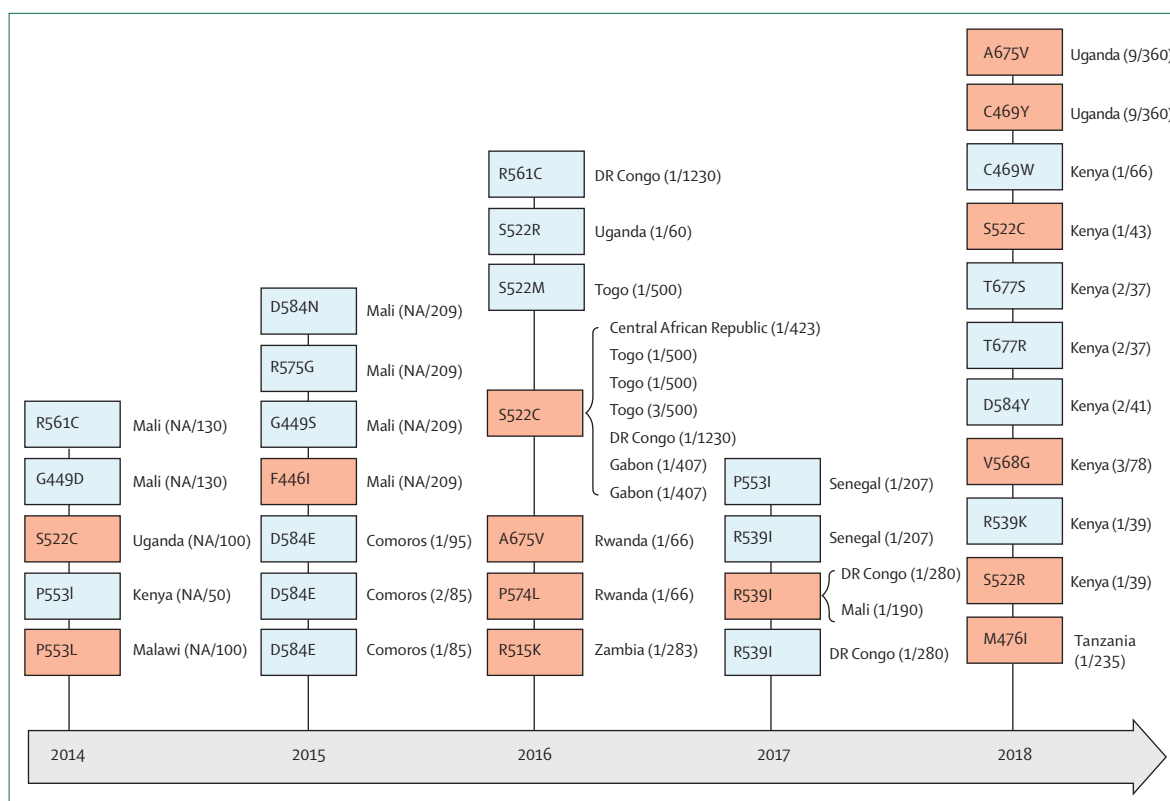 R561C Mali (NA/130)
G449D Mali (NA/130)
S522C Uganda (NA/100)
P553I Kenya (NA/50)
P553L Malawi (NA/100)
D584N Mali (NA/209)
R575G Mali (NA/209)
G449S Mali (NA/209)
F446I Mali (NA/209)
D584E Comoros (1/95)
D584E Comoros (2/85)
D584E Comoros (1/85)
R561C DR Congo (1/1230)
S522R Uganda (1/60)
S522M Togo (1/500)
S522C
Central African Republic (1/423)
Togo (1/500)
Togo (1/500)
Togo (3/500)
DR Congo (1/1230)
Gabon (1/407)
Gabon (1/407)
A675V Rwanda (1/66)
P574L Rwanda (1/66)
R515K Zambia (1/283)
P553I Senegal (1/207)
R539I Senegal (1/207)
R539I
DR Congo (1/280)
Mali (1/190)
R539I DR Congo (1/280)
A675V Uganda (9/360)
C469Y Uganda (9/360)
C469W Kenya (1/66)
S522C Kenya (1/43)
T677S Kenya (2/37)
T677R Kenya (2/37)
D584Y Kenya (2/41)
V568G Kenya (3/78)
R539K Kenya (1/39)
S522R Kenya (1/39)
M476I Tanzania
(1/235)
2014 2015 2016 2017 2018